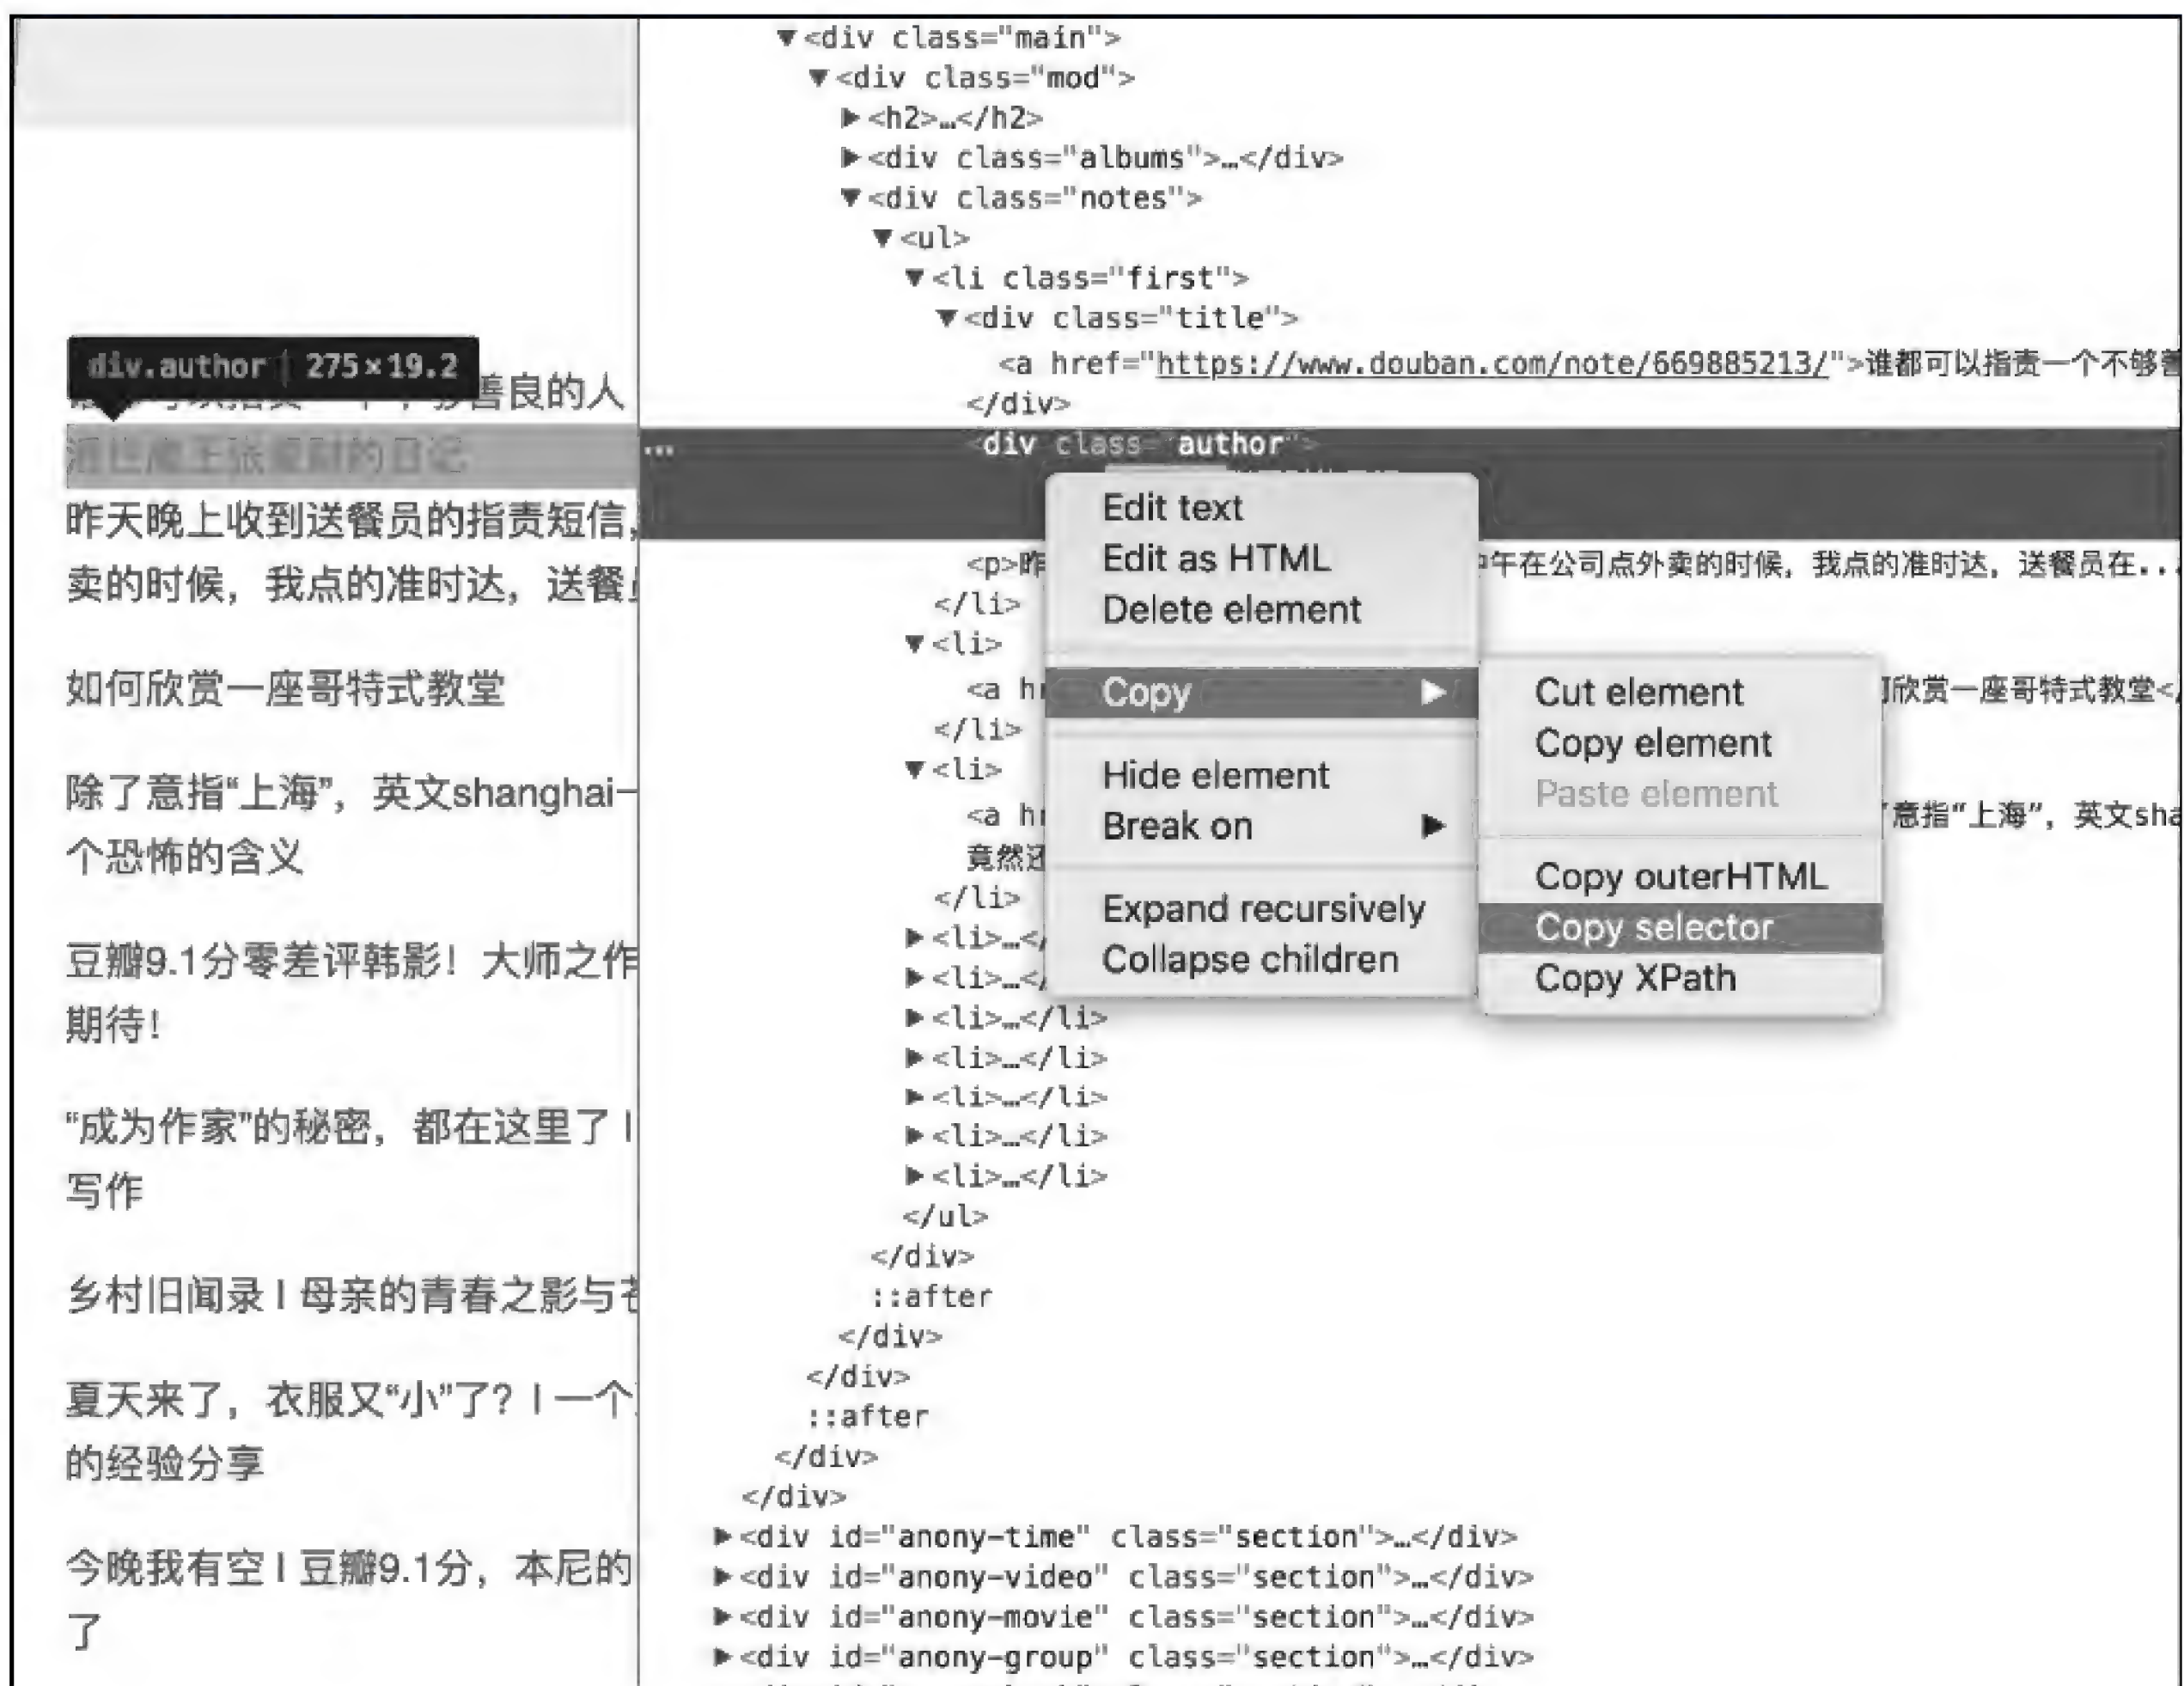 div.author | 275×19.2
善良的人
昨天晚上收到送餐员的指责短信,
卖的时候，我点的准时达，送餐
如何欣赏一座哥特式教堂
除了意指“上海”，英文shanghai一
个恐怖的含义
豆瓣9.1分零差评韩影！大师之作
期待！
“成为作家”的秘密，都在这里了 |
写作
乡村旧闻录 | 母亲的青春之影与
夏天来了，衣服又“小”了? | 一个
的经验分享
今晚我有空 | 豆瓣9.1分，本尼的
了
▼<div class="main">
▼<div class="mod">
▶<h2>…</h2>
▶<div class="albums">…</div>
▼<div class="notes">
▼<ul>
▼<li class="first">
▼<div class="title">
<a href="https://www.douban.com/note/669885213/">谁都可以指责一个不够善
</div>
…
<div class="author">
<p>昨
午在公司点外卖的时候，我点的准时达，送餐员在...
</li>
▼<li>
<a h
欣赏一座哥特式教堂<
</li>
▼<li>
<a h
意指“上海”，英文sha
竟然还
</li>
▶<li>…</
▶<li>…</
▶<li>…</li>
▶<li>…</li>
▶<li>…</li>
▶<li>…</li>
▶<li>…</li>
</ul>
</div>
::after
</div>
</div>
::after
</div>
</div>
▶<div id="anony-time" class="section">…</div>
▶<div id="anony-video" class="section">…</div>
▶<div id="anony-movie" class="section">…</div>
▶<div id="anony-group" class="section">…</div>
Edit text
Edit as HTML
Delete element
Copy ▶
Hide element
Break on ▶
Expand recursively
Collapse children
Cut element
Copy element
Paste element
Copy outerHTML
Copy selector
Copy XPath